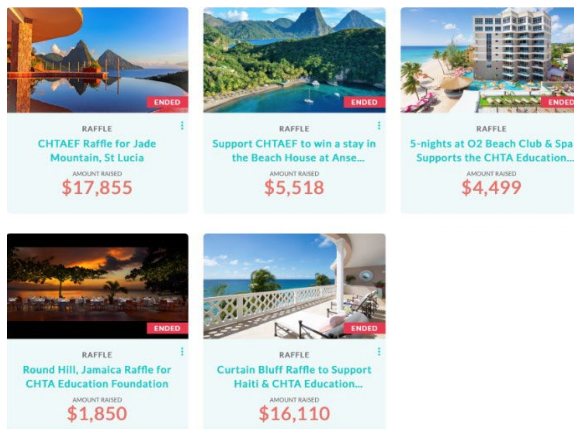 ENDED
RAFFLE
CHTAEF Raffle for Jade
Mountain, St Lucia
AMOUNT RAISED
$17,855
ENDED
RAFFLE
Support CHTAEF to win a stay in
the Beach House at Anse...
AMOUNT RAISED
$5,518
ENDED
RAFFLE
5-nights at O2 Beach Club & Spa
Supports the CHTA Education...
AMOUNT RAISED
$4,499
ENDED
RAFFLE
Round Hill, Jamaica Raffle for
CHTA Education Foundation
AMOUNT RAISED
$1,850
ENDED
RAFFLE
Curtain Bluff Raffle to Support
Haiti & CHTA Education...
AMOUNT RAISED
$16,110